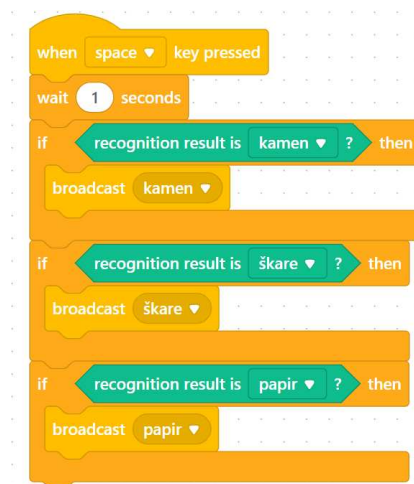 when space key pressed
wait 1 seconds
if recognition result is kamen ? then
broadcast kamen
if recognition result is škare ? then
broadcast škare
if recognition result is papir ? then
broadcast papir